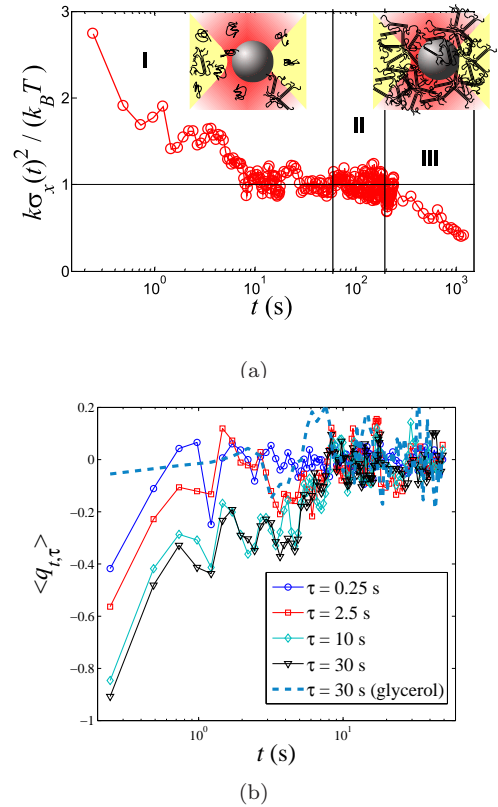 3
2
1
0
kσx(t)² / (kBT)
I
II
III
10⁰
10¹
10²
10³
t (s)
(a)
0.2
0
−0.2
−0.4
−0.6
−0.8
−1
<qt,τ>
τ = 0.25 s
τ = 2.5 s
τ = 10 s
τ = 30 s
τ = 30 s (glycerol)
10⁰
10¹
t (s)
(b)